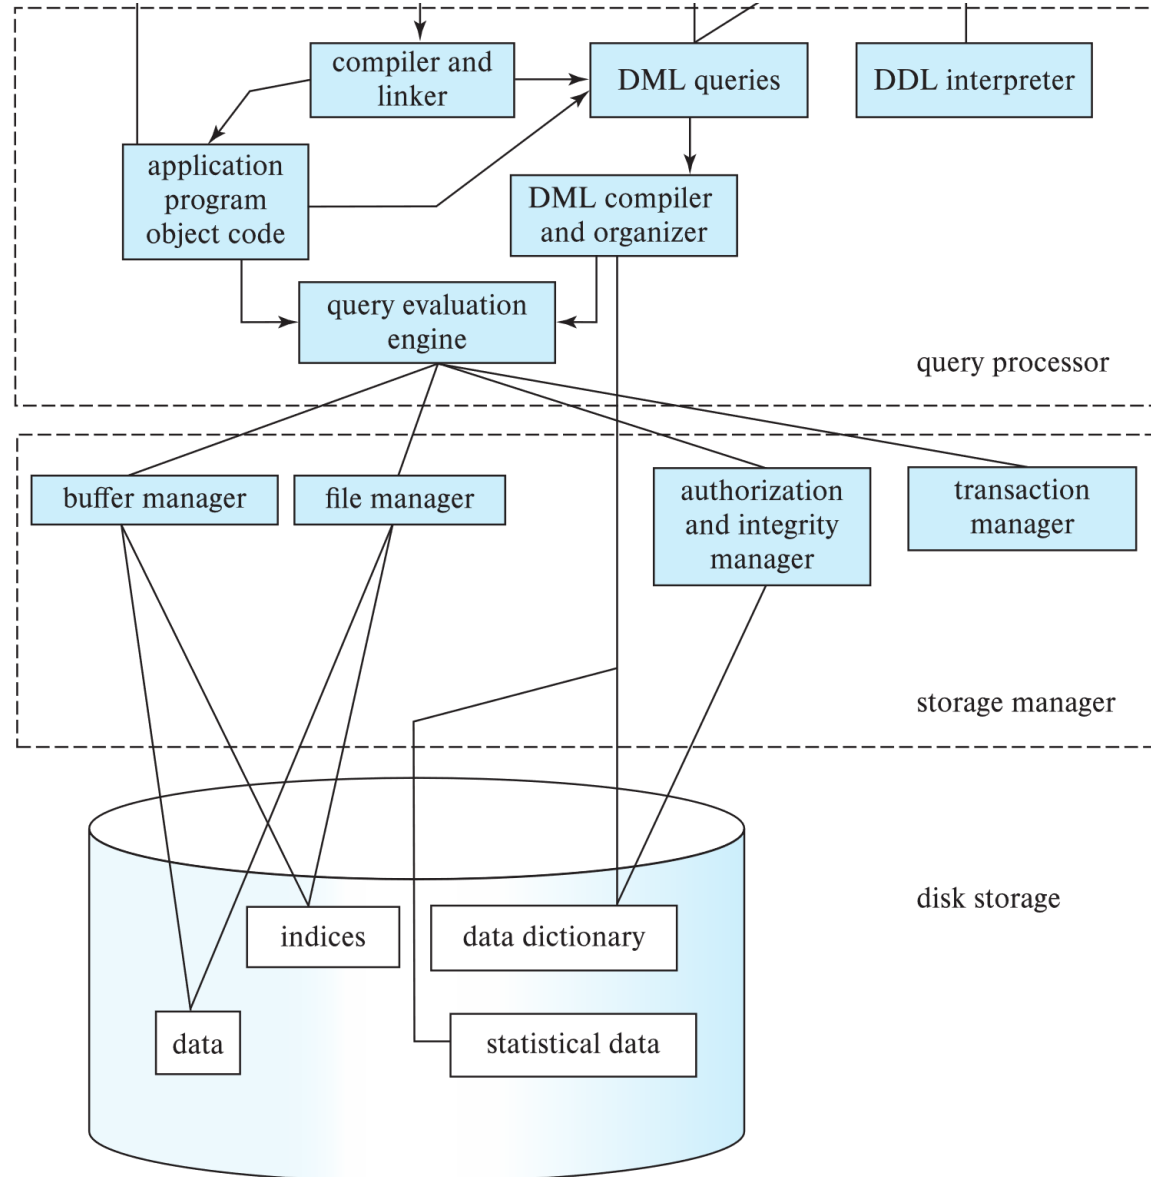 compiler and
linker
DML queries
DDL interpreter
application
program
object code
DML compiler
and organizer
query evaluation
engine
query processor
buffer manager
file manager
authorization
and integrity
manager
transaction
manager
storage manager
disk storage
indices
data dictionary
data
statistical data